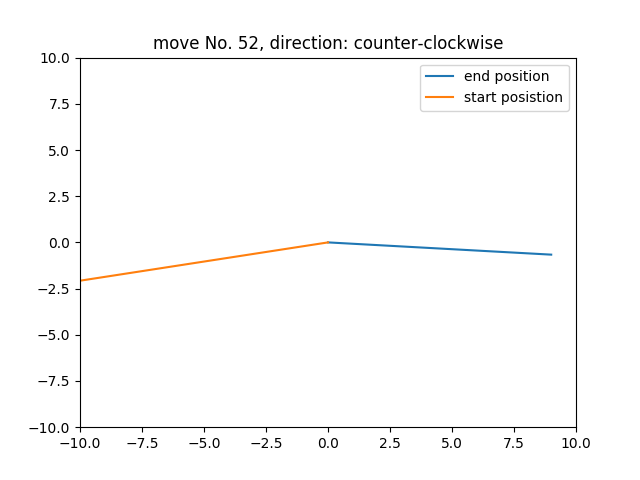 move No. 52, direction: counter-clockwise
end position
start posistion
10.0
7.5
5.0
2.5
0.0
−2.5
−5.0
−7.5
−10.0
−10.0 −7.5 −5.0 −2.5 0.0 2.5 5.0 7.5 10.0